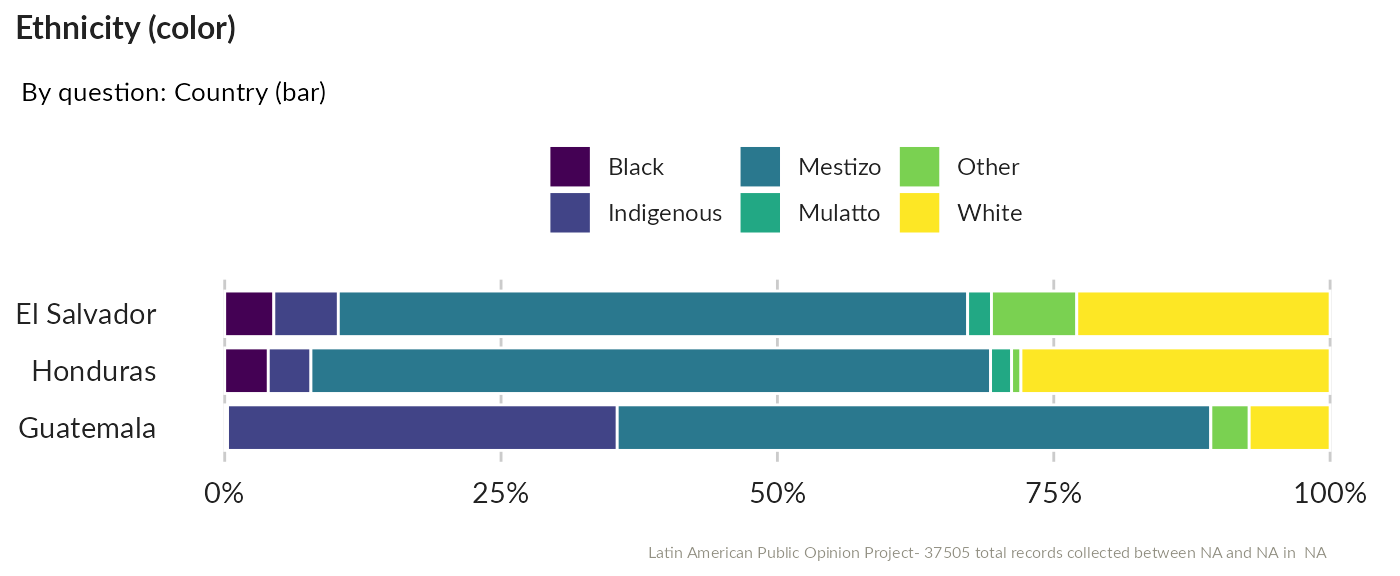 Ethnicity (color)
By question: Country (bar)
Black
Mestizo
Other
Indigenous
Mulatto
White
El Salvador
Honduras
Guatemala
0% 25% 50% 75% 100%
Latin American Public Opinion Project- 37505 total records collected between NA and NA in  NA